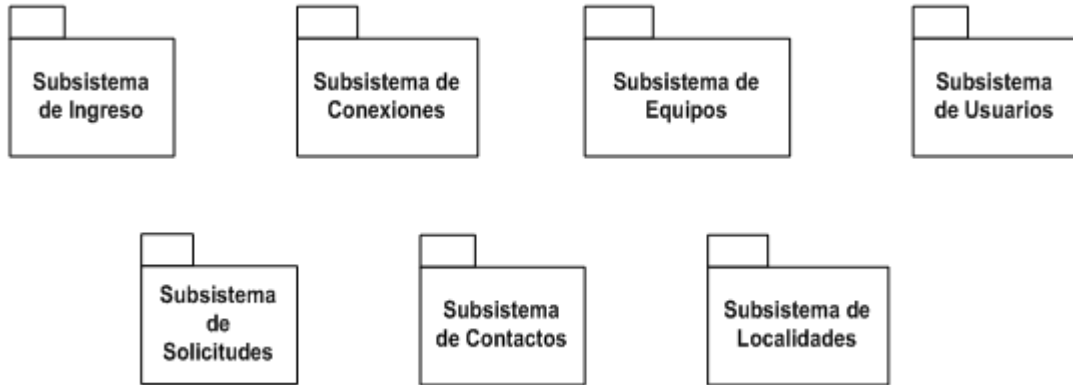 Subsistema
de Ingreso
Subsistema de
Conexiones
Subsistema de
Equipos
Subsistema
de Usuarios
Subsistema
de
Solicitudes
Subsistema
de Contactos
Subsistema de
Localidades